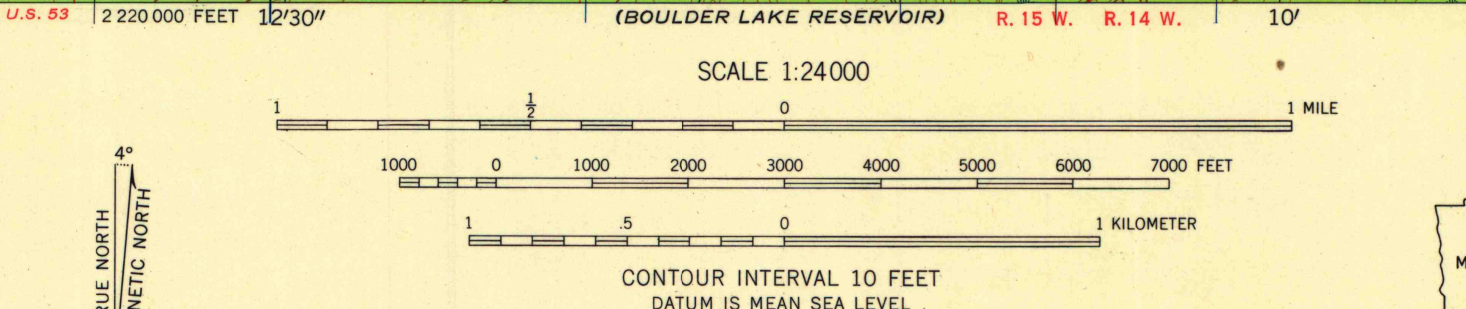 U.S. 53 2 220 000 FEET 12'30" (BOULDER LAKE RESERVOIR) R. 15 W. R. 14 W. 10'
SCALE 1:24000
1 1/2 0 1 MILE
4°
1000 0 1000 2000 3000 4000 5000 6000 7000 FEET
1 .5 0 1 KILOMETER
RUE NORTH
NETIC NORTH
M
CONTOUR INTERVAL 10 FEET
DATUM IS MEAN SEA LEVEL